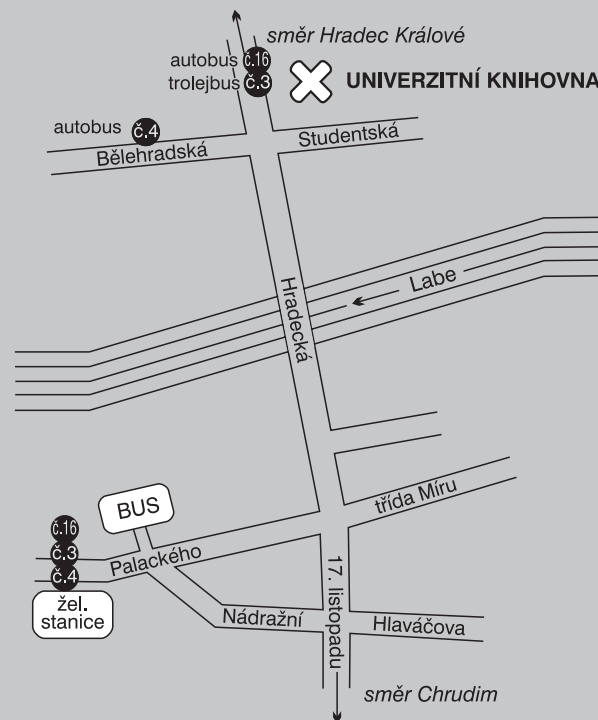 směr Hradec Králové
autobus č.16
trolejbus č.3
UNIVERZITNÍ KNIHOVNA
autobus č.4
Bělehradská
Studentská
Labe
Hradecká
třída Míru
BUS
č.16
č.3
č.4
Palackého
žel.
stanice
17. listopadu
Nádražní
Hlaváčova
směr Chrudim